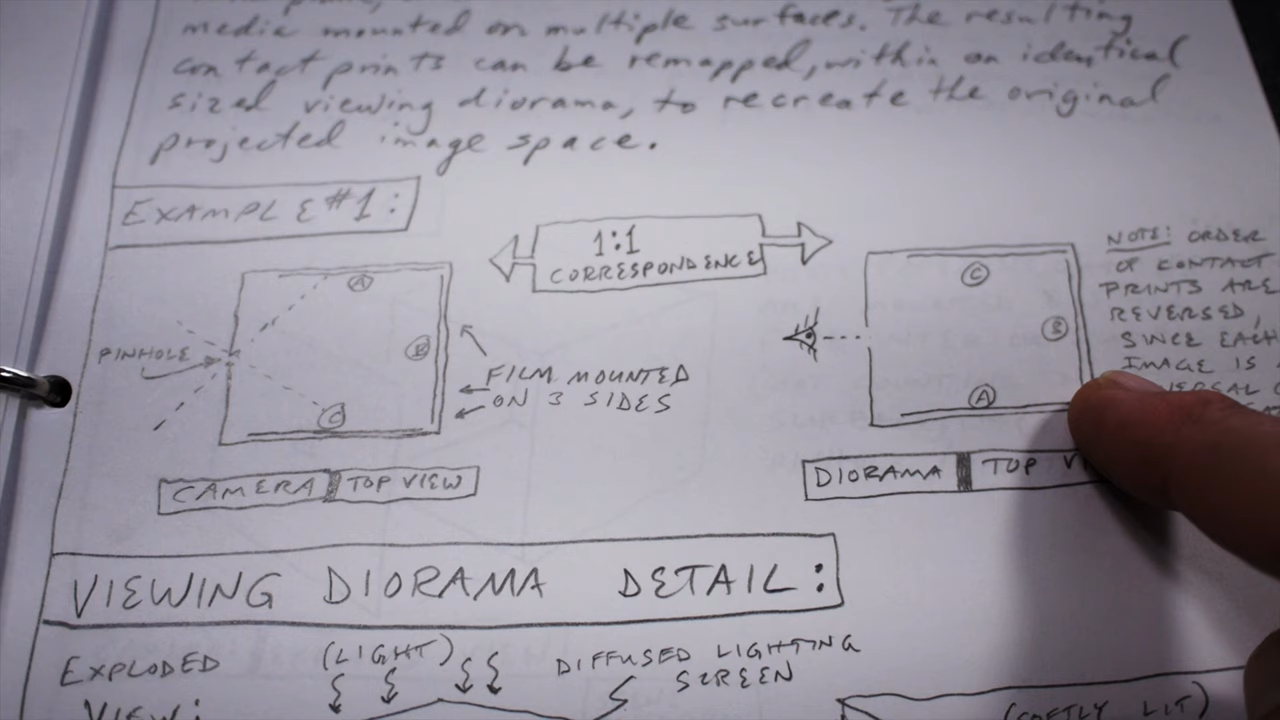 media mounted on multiple surfaces. The resulting
contact prints can be remapped, within an identical
sized viewing diorama, to recreate the original
projected image space.
EXAMPLE #1:
1:1
CORRESPONDENCE
A
B
C
PINHOLE
FILM MOUNTED
ON 3 SIDES
CAMERA TOP VIEW
C
B
A
DIORAMA TOP
NOTE: ORDER
OF CONTACT
PRINTS ARE
REVERSED,
SINCE EACH
IMAGE IS
VIEWING DIORAMA DETAIL:
EXPLODED
VIEW:
(LIGHT)
DIFFUSED LIGHTING
SCREEN
(SOFTLY LIT)